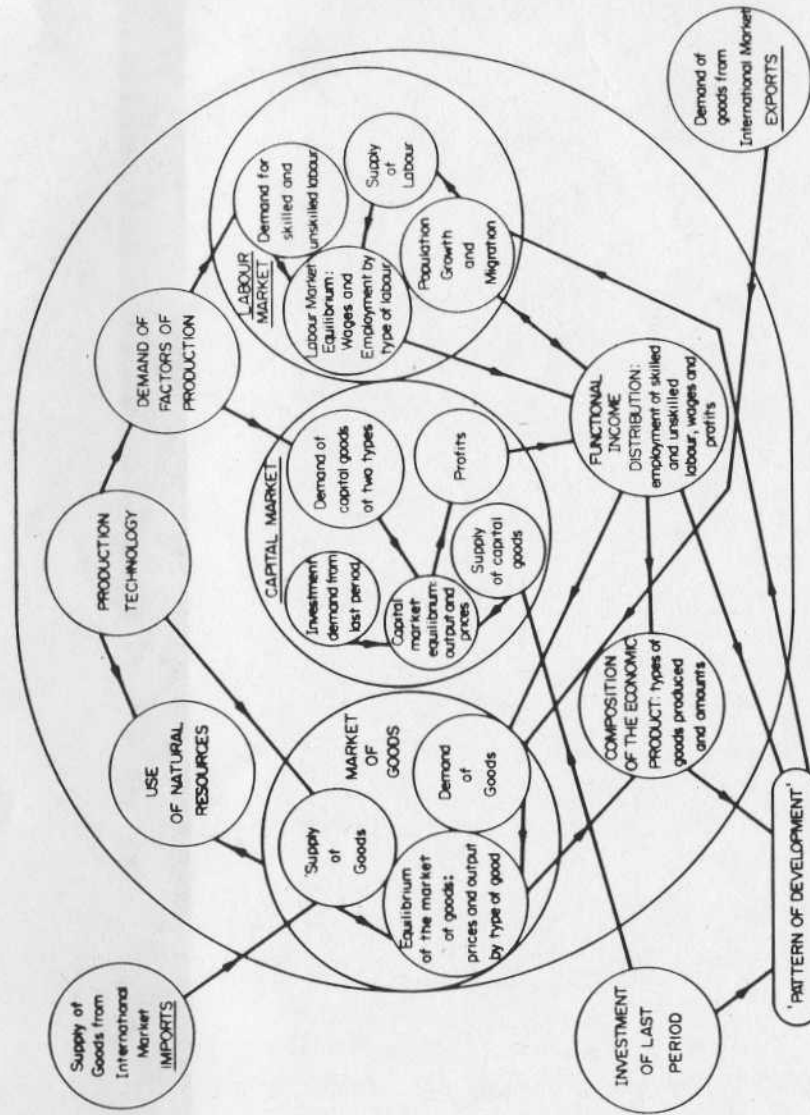 Supply of
Goods from
International
Market
IMPORTS
USE
OF NATURAL
RESOURCES
PRODUCTION
TECHNOLOGY
DEMAND OF
FACTORS OF
PRODUCTION
MARKET
OF
GOODS
'Supply
of
Goods
Demand
of
Goods
Equilibrium
of the market
of goods:
prices and output
by type of good
CAPITAL MARKET
Investment
demand from
last period,
Demand of
capital goods
of two types
Capital
market
equilibrium:
output and
prices
Profits
Supply
of capital
goods
LABOUR
MARKET
Demand for
skilled and
unskilled labour
Labour Market
Equilibrium:
Wages and
Employment by
type of labour
Supply
of
Labour
Population
Growth
and
Migration
INVESTMENT
OF LAST
PERIOD
COMPOSITION
OF THE ECONOMIC
PRODUCT: types of
goods produced
and amounts
FUNCTIONAL
INCOME
DISTRIBUTION:
employment of skilled
and unskilled
labour, wages and
profits
Demand of
goods from
International Market
EXPORTS
'PATTERN OF DEVELOPMENT'